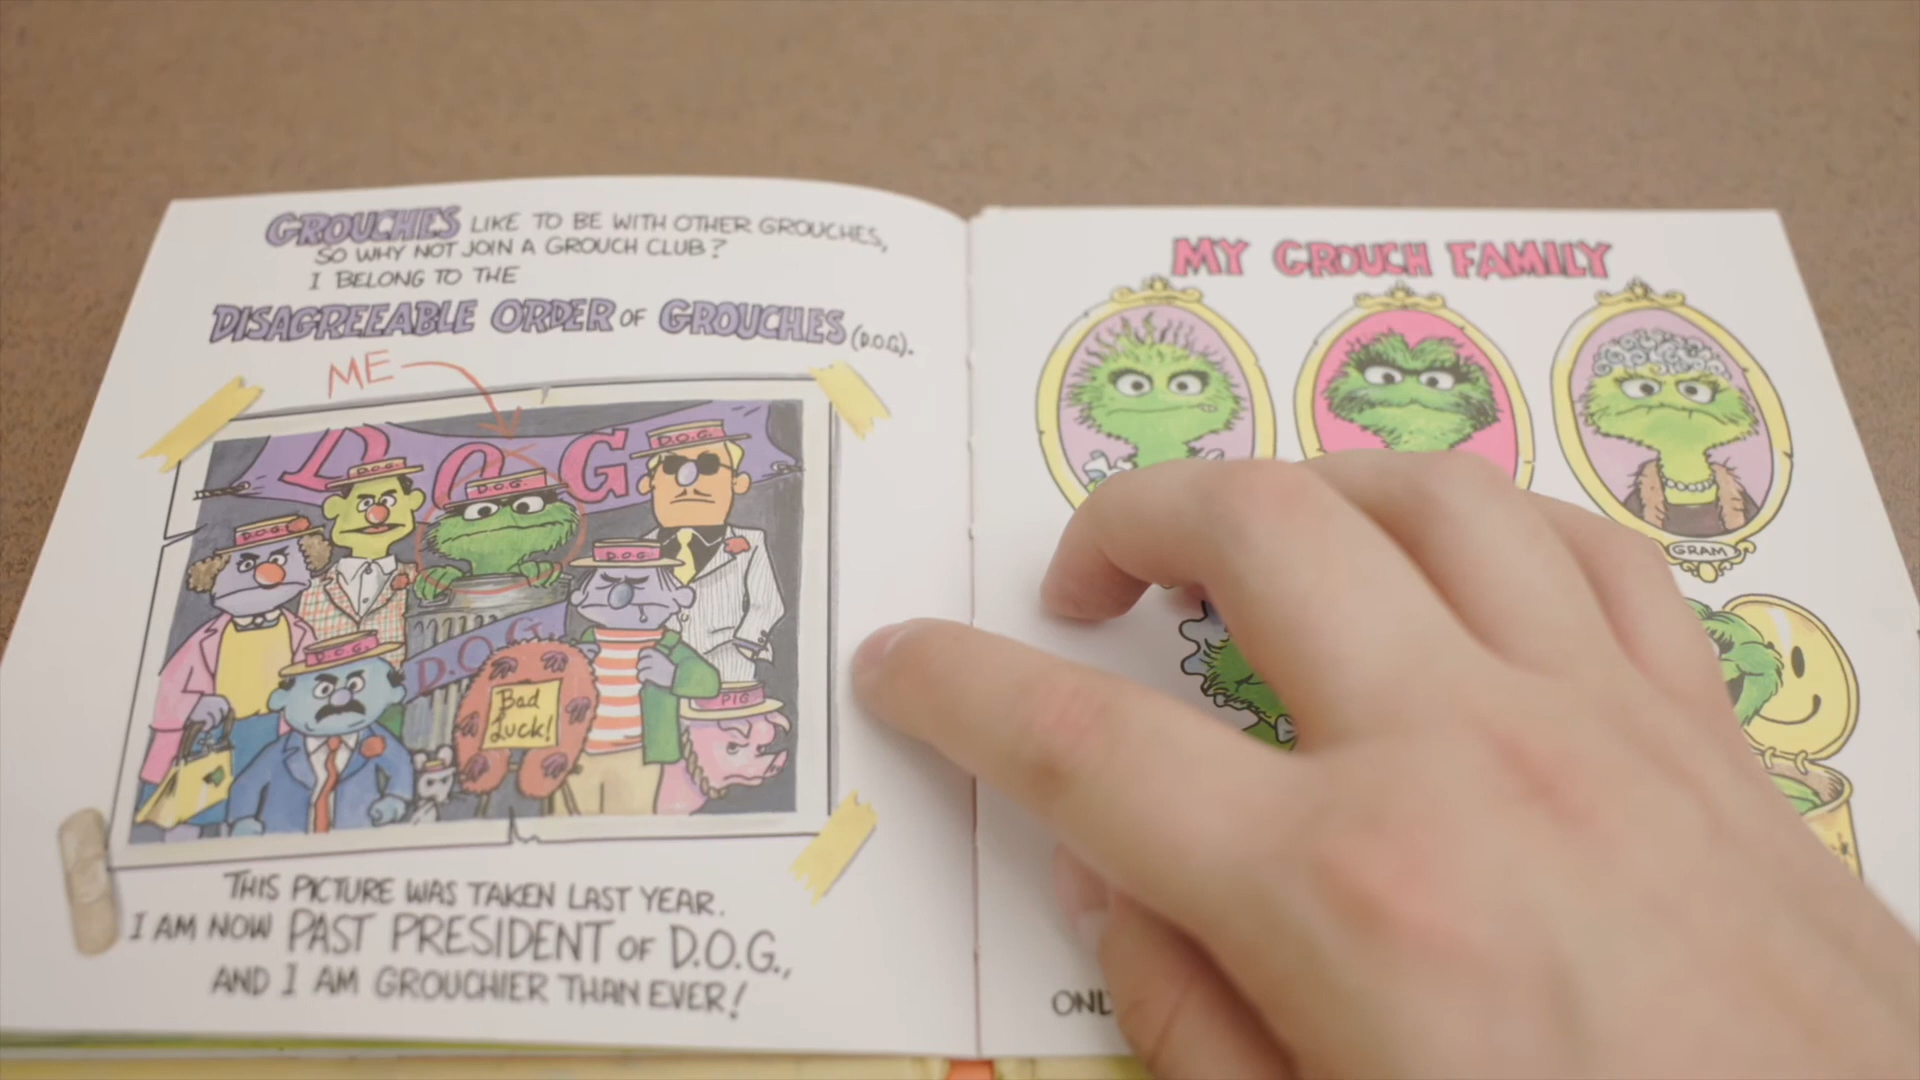 GROUCHES LIKE TO BE WITH OTHER GROUCHES,
SO WHY NOT JOIN A GROUCH CLUB?
I BELONG TO THE
DISAGREEABLE ORDER OF GROUCHES (D.O.G).
ME
D.O.G.
D.O.G.
D.O.G.
D.O.G.
D.O.G.
D.O.G.
D.O.G.
D.O.G.
Bad
Luck!
PIG
THIS PICTURE WAS TAKEN LAST YEAR.
I AM NOW PAST PRESIDENT OF D.O.G.,
AND I AM GROUCHIER THAN EVER!
MY GROUCH FAMILY
GRAM